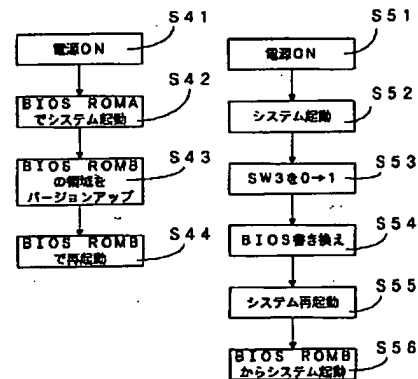 S41
電源ON
S42
BIOS ROMA
でシステム起動
S43
BIOS ROMB
の領域を
バージョンアップ
S44
BIOS ROMB
で再起動
S51
電源ON
S52
システム起動
S53
SW3を0→1
S54
BIOS書き換え
S55
システム再起動
S56
BIOS ROMB
からシステム起動